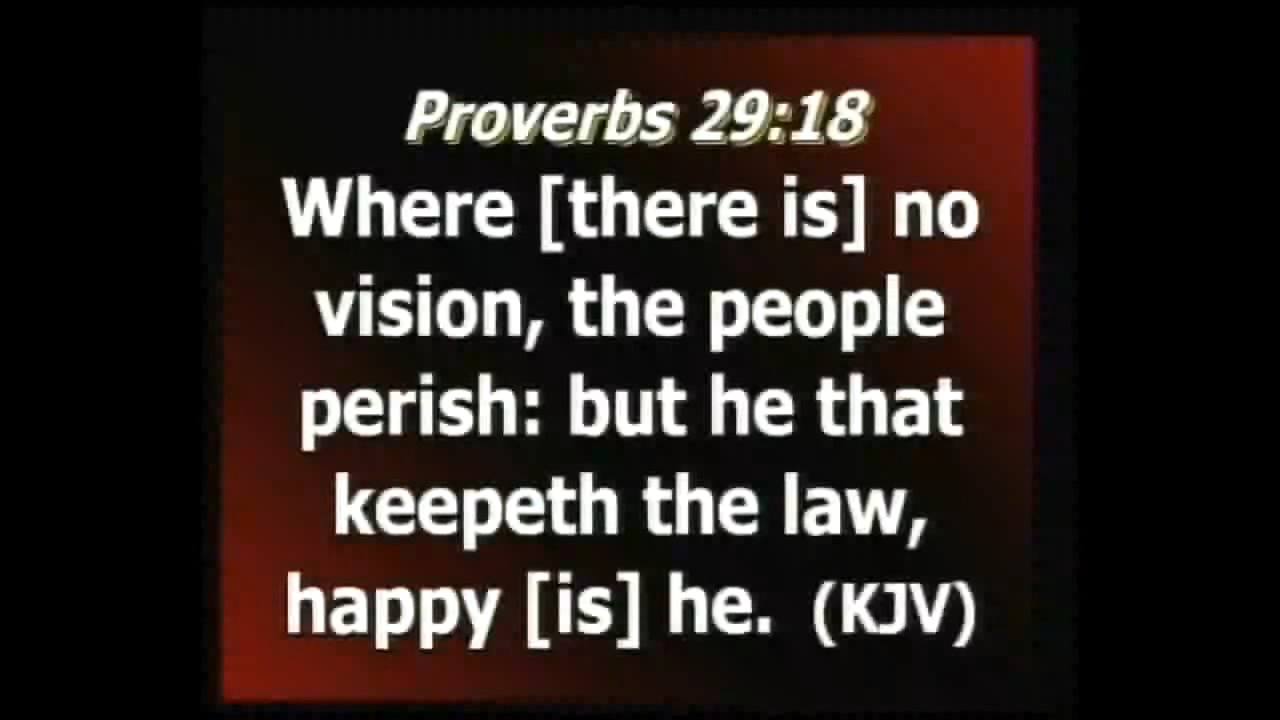 Proverbs 29:18
Where [there is] no
vision, the people
perish: but he that
keepeth the law,
happy [is] he. (KJV)